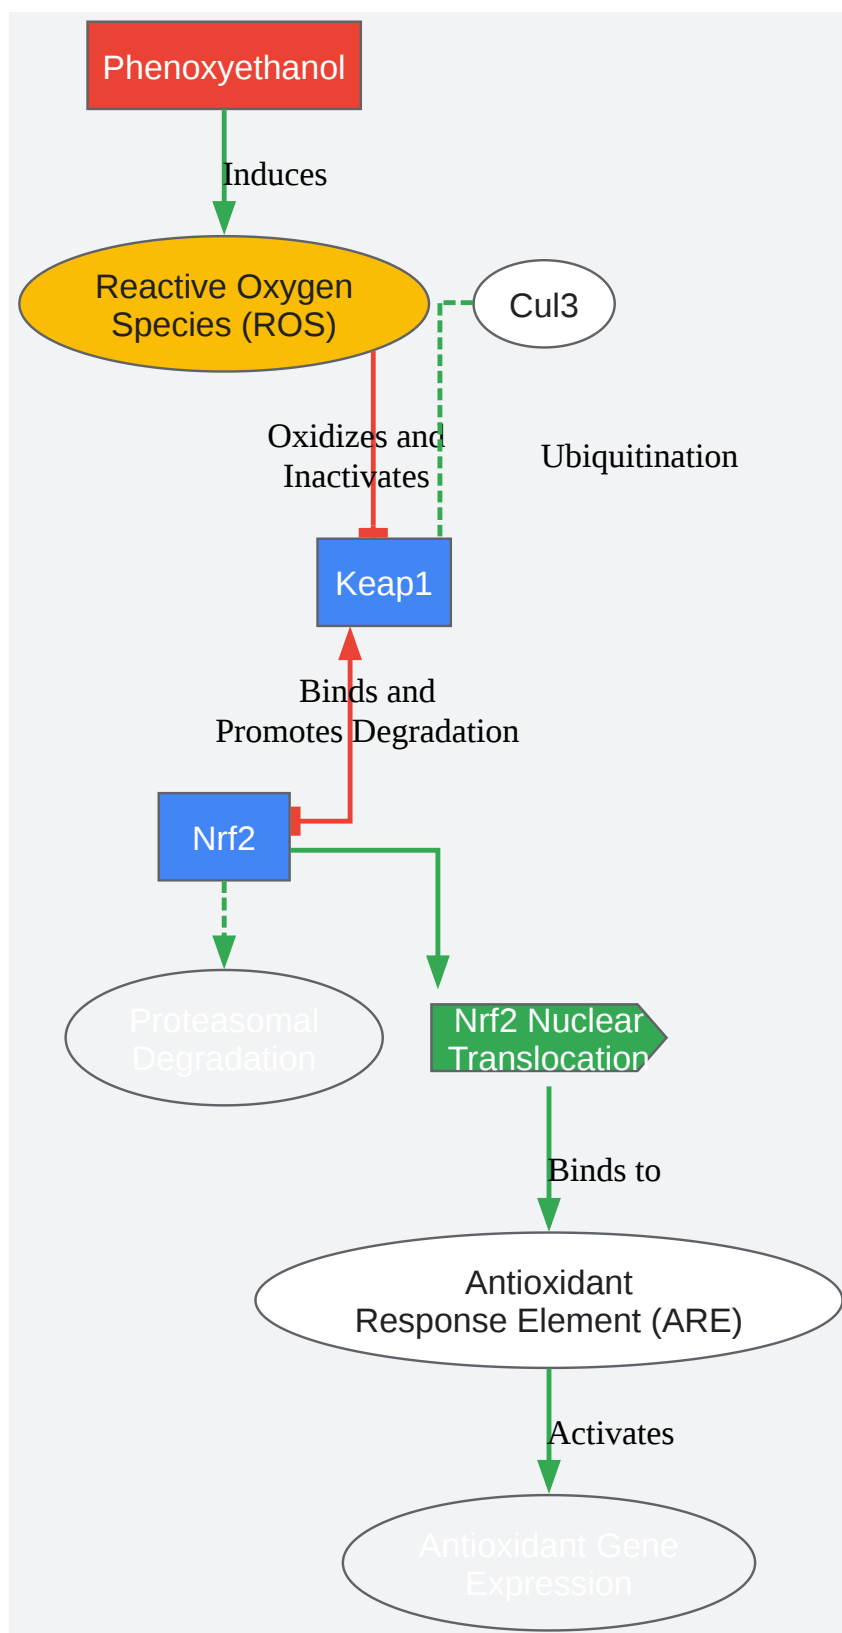 Phenoxyethanol
Induces
Reactive Oxygen
Species (ROS)
Cul3
Oxidizes and
Inactivates
Ubiquitination
Keap1
Binds and
Promotes Degradation
Nrf2
Proteasomal
Degradation
Nrf2 Nuclear
Translocation
Binds to
Antioxidant
Response Element (ARE)
Activates
Antioxidant Gene
Expression